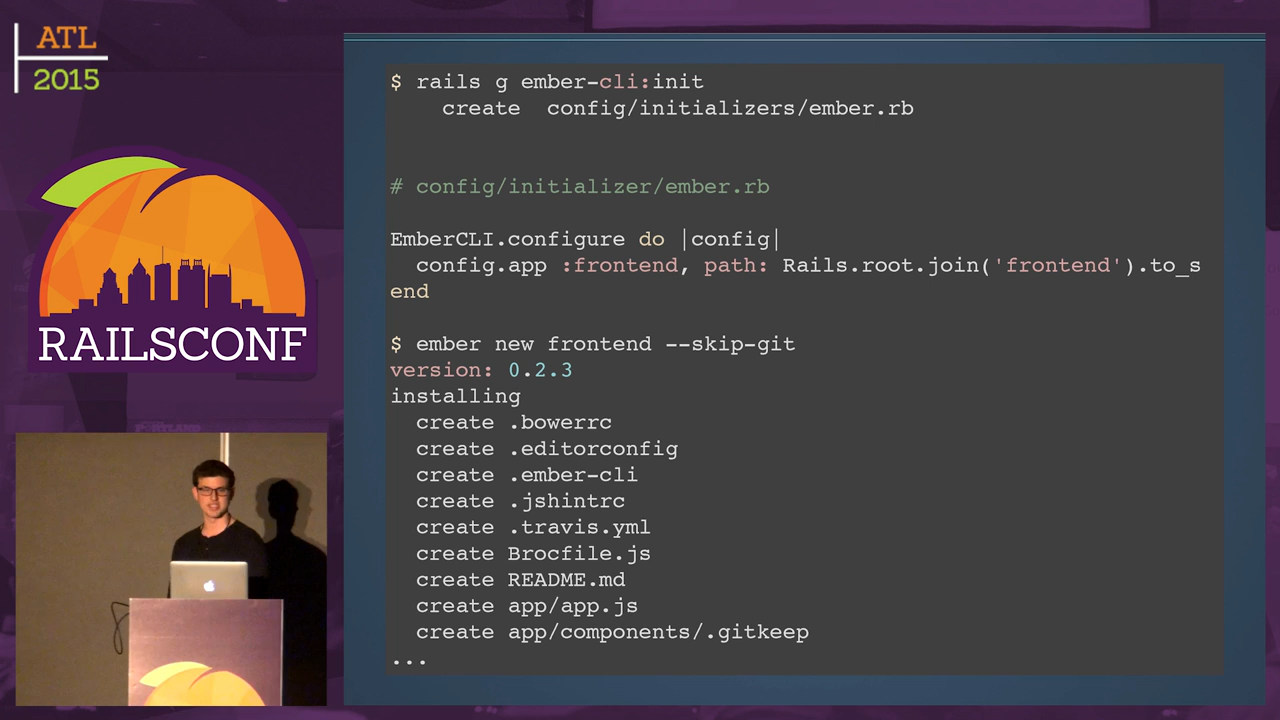 ATL
2015
RAILSCONF
$ rails g ember-cli:init
    create  config/initializers/ember.rb
# config/initializer/ember.rb
EmberCLI.configure do |config|
  config.app :frontend, path: Rails.root.join('frontend').to_s
end
$ ember new frontend --skip-git
version: 0.2.3
installing
  create .bowerrc
  create .editorconfig
  create .ember-cli
  create .jshintrc
  create .travis.yml
  create Brocfile.js
  create README.md
  create app/app.js
  create app/components/.gitkeep
...